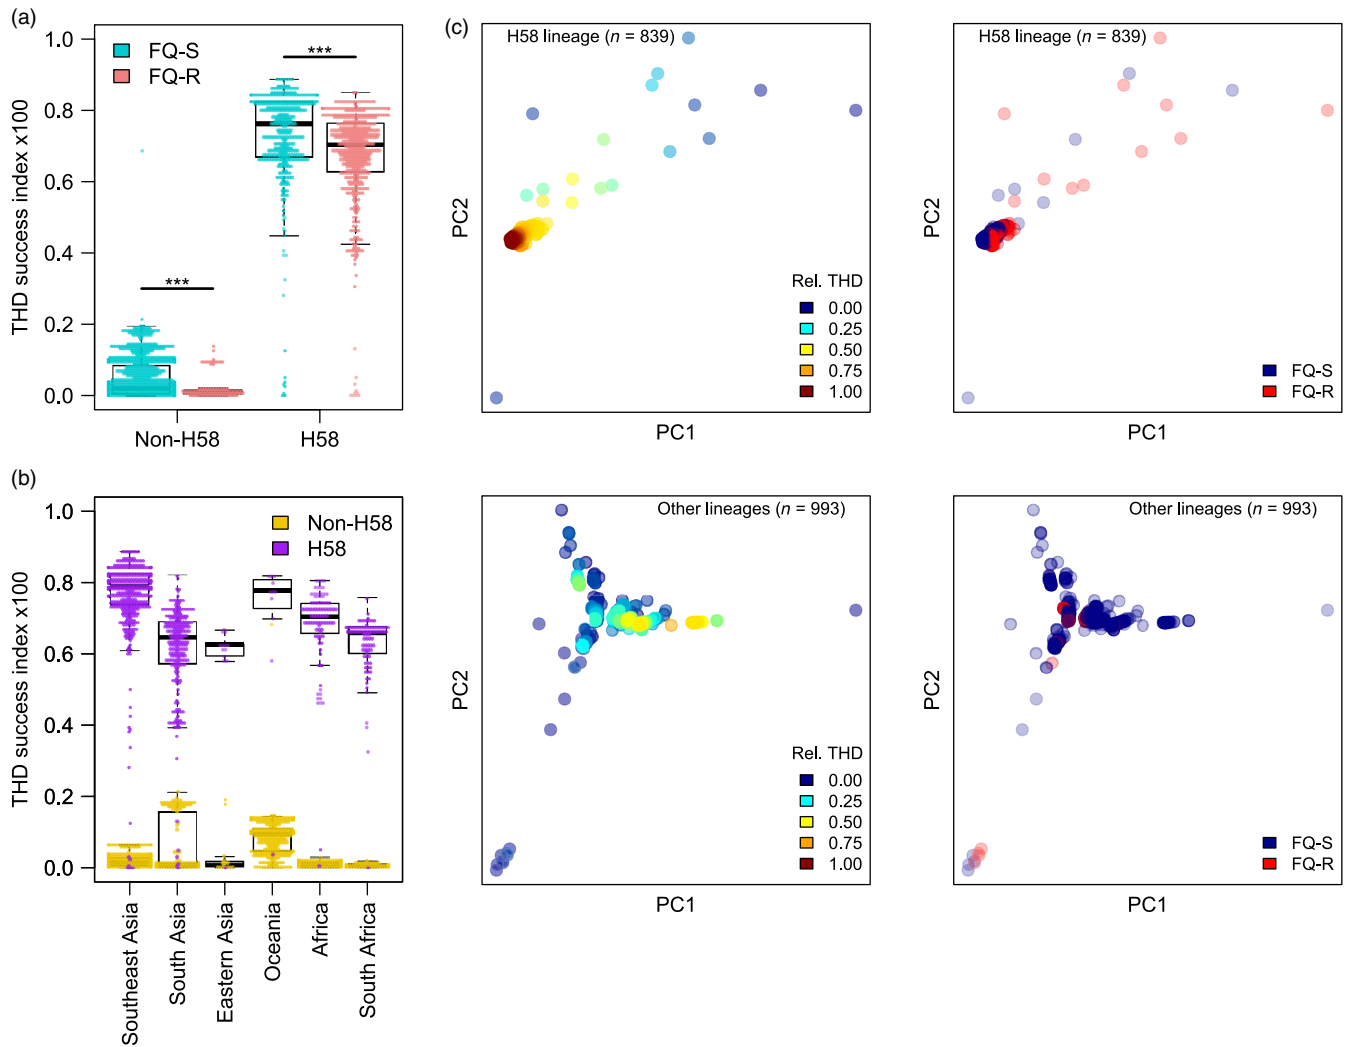 (a)
THD success index x100
1.0
0.8
0.6
0.4
0.2
0.0
FQ-S
FQ-R
***
***
Non-H58
H58
(b)
THD success index x100
1.0
0.8
0.6
0.4
0.2
0.0
Non-H58
H58
Southeast Asia
South Asia
Eastern Asia
Oceania
Africa
South Africa
(c)
H58 lineage (n = 839)
PC2
Rel. THD
0.00
0.25
0.50
0.75
1.00
PC1
H58 lineage (n = 839)
PC2
FQ-S
FQ-R
PC1
Other lineages (n = 993)
PC2
Rel. THD
0.00
0.25
0.50
0.75
1.00
PC1
Other lineages (n = 993)
PC2
FQ-S
FQ-R
PC1